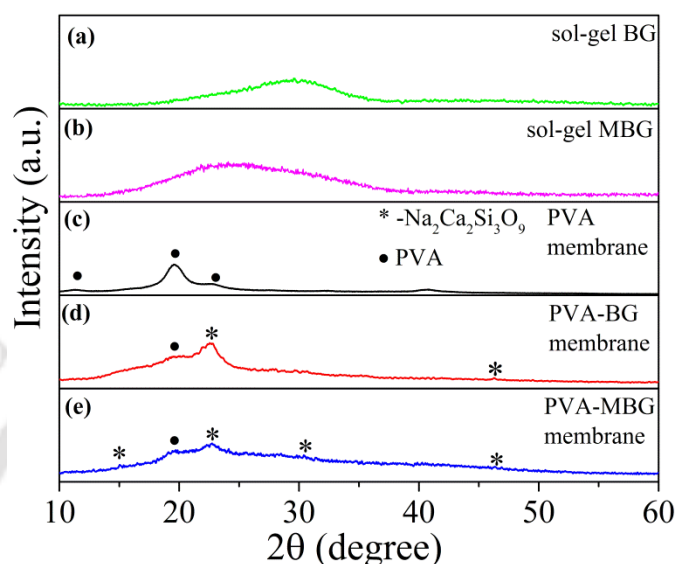 (a)
sol-gel BG
(b)
sol-gel MBG
(c)
* -Na₂Ca₂Si₃O₉
PVA
membrane
● PVA
(d)
PVA-BG
membrane
(e)
PVA-MBG
membrane
Intensity (a.u.)
10 20 30 40 50 60
2θ (degree)